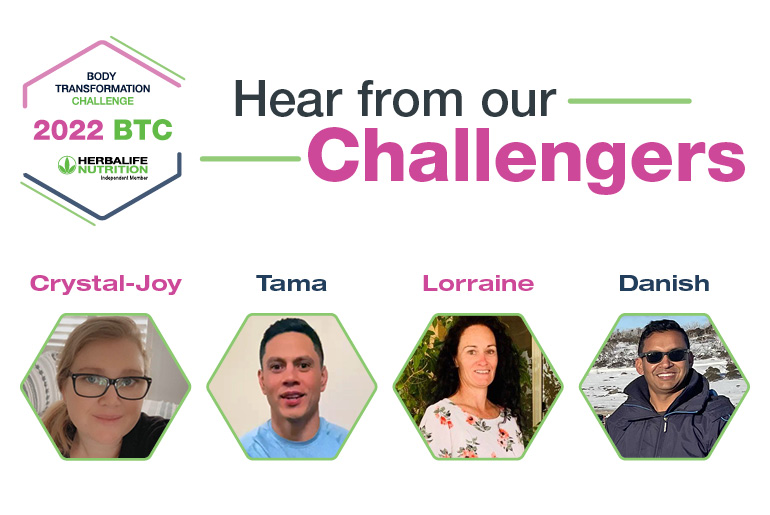 BODY
TRANSFORMATION
CHALLENGE
2022 BTC
HERBALIFE
NUTRITION
Independent Member
Hear from our
Challengers
Crystal-Joy
Tama
Lorraine
Danish